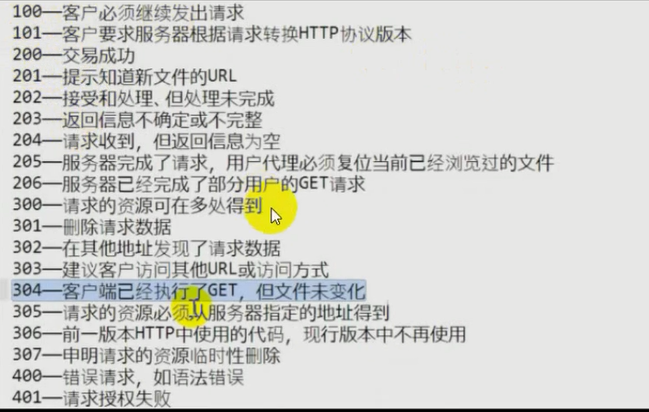 100—客户必须继续发出请求
101—客户要求服务器根据请求转换HTTP协议版本
200—交易成功
201—提示知道新文件的URL
202—接受和处理、但处理未完成
203—返回信息不确定或不完整
204—请求收到，但返回信息为空
205—服务器完成了请求，用户代理必须复位当前已经浏览过的文件
206—服务器已经完成了部分用户的GET请求
300—请求的资源可在多处得到
301—删除请求数据
302—在其他地址发现了请求数据
303—建议客户访问其他URL或访问方式
304—客户端已经执行了GET，但文件未变化
305—请求的资源必须从服务器指定的地址得到
306—前一版本HTTP中使用的代码，现行版本中不再使用
307—申明请求的资源临时性删除
400—错误请求，如语法错误
401—请求授权失败